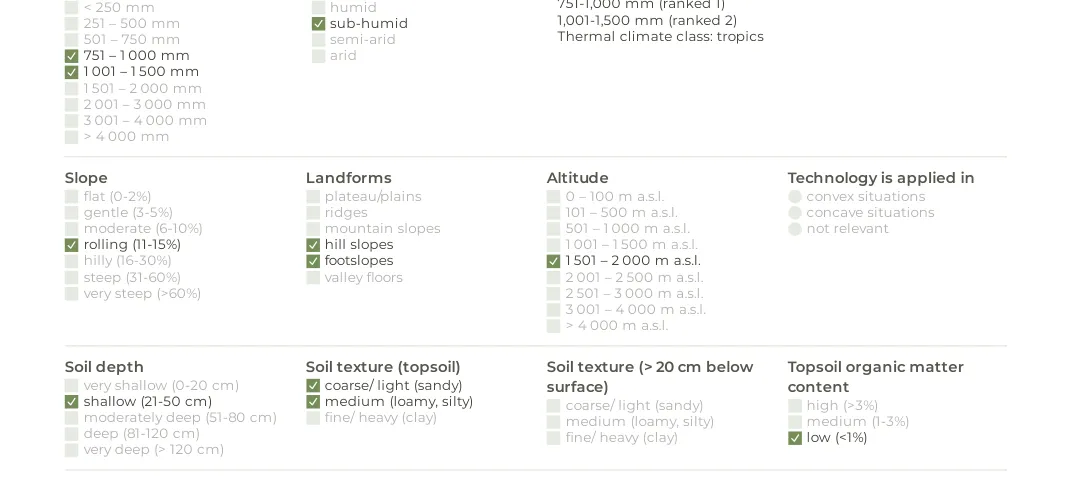 < 250 mm
251 – 500 mm
501 – 750 mm
751 – 1 000 mm
1 001 – 1 500 mm
1 501 – 2 000 mm
2 001 – 3 000 mm
3 001 – 4 000 mm
> 4 000 mm
humid
sub-humid
semi-arid
arid
751-1,000 mm (ranked 1)
1,001-1,500 mm (ranked 2)
Thermal climate class: tropics
Slope
flat (0-2%)
gentle (3-5%)
moderate (6-10%)
rolling (11-15%)
hilly (16-30%)
steep (31-60%)
very steep (>60%)
Landforms
plateau/plains
ridges
mountain slopes
hill slopes
footslopes
valley floors
Altitude
0 – 100 m a.s.l.
101 – 500 m a.s.l.
501 – 1 000 m a.s.l.
1 001 – 1 500 m a.s.l.
1 501 – 2 000 m a.s.l.
2 001 – 2 500 m a.s.l.
2 501 – 3 000 m a.s.l.
3 001 – 4 000 m a.s.l.
> 4 000 m a.s.l.
Technology is applied in
convex situations
concave situations
not relevant
Soil depth
very shallow (0-20 cm)
shallow (21-50 cm)
moderately deep (51-80 cm)
deep (81-120 cm)
very deep (> 120 cm)
Soil texture (topsoil)
coarse/ light (sandy)
medium (loamy, silty)
fine/ heavy (clay)
Soil texture (> 20 cm below
surface)
coarse/ light (sandy)
medium (loamy, silty)
fine/ heavy (clay)
Topsoil organic matter
content
high (>3%)
medium (1-3%)
low (<1%)